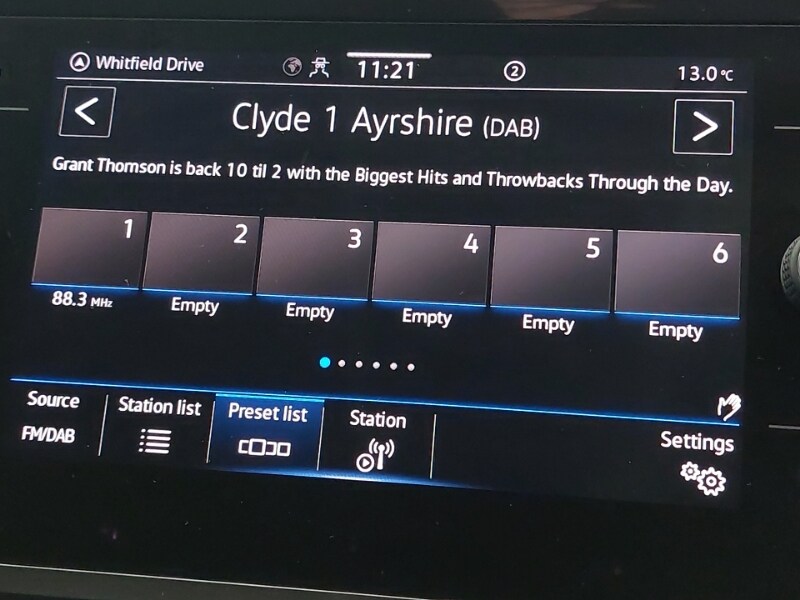 Whitfield Drive 11:21 2 13.0°C
< Clyde 1 Ayrshire (DAB) >
Grant Thomson is back 10 til 2 with the Biggest Hits and Throwbacks Through the Day.
1 2 3 4 5 6
88.3 MHz Empty Empty Empty Empty Empty
Source Station list Preset list Station Settings
FM/DAB